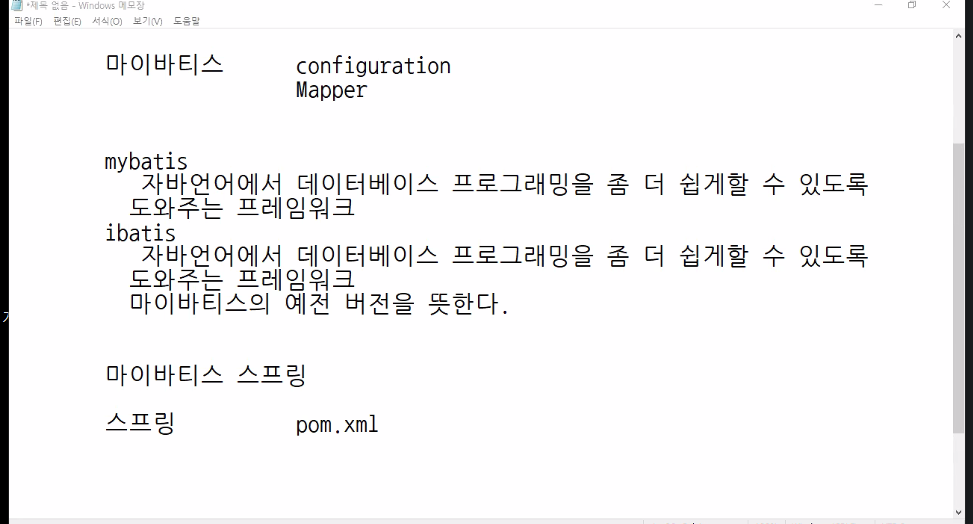 *제목 없음 - Windows 메모장
파일(F) 편집(E) 서식(O) 보기(V) 도움말
마이바티스 configuration
Mapper
mybatis
자바언어에서 데이터베이스 프로그래밍을 좀 더 쉽게할 수 있도록
도와주는 프레임워크
ibatis
자바언어에서 데이터베이스 프로그래밍을 좀 더 쉽게할 수 있도록
도와주는 프레임워크
마이바티스의 예전 버전을 뜻한다.
마이바티스 스프링
스프링 pom.xml